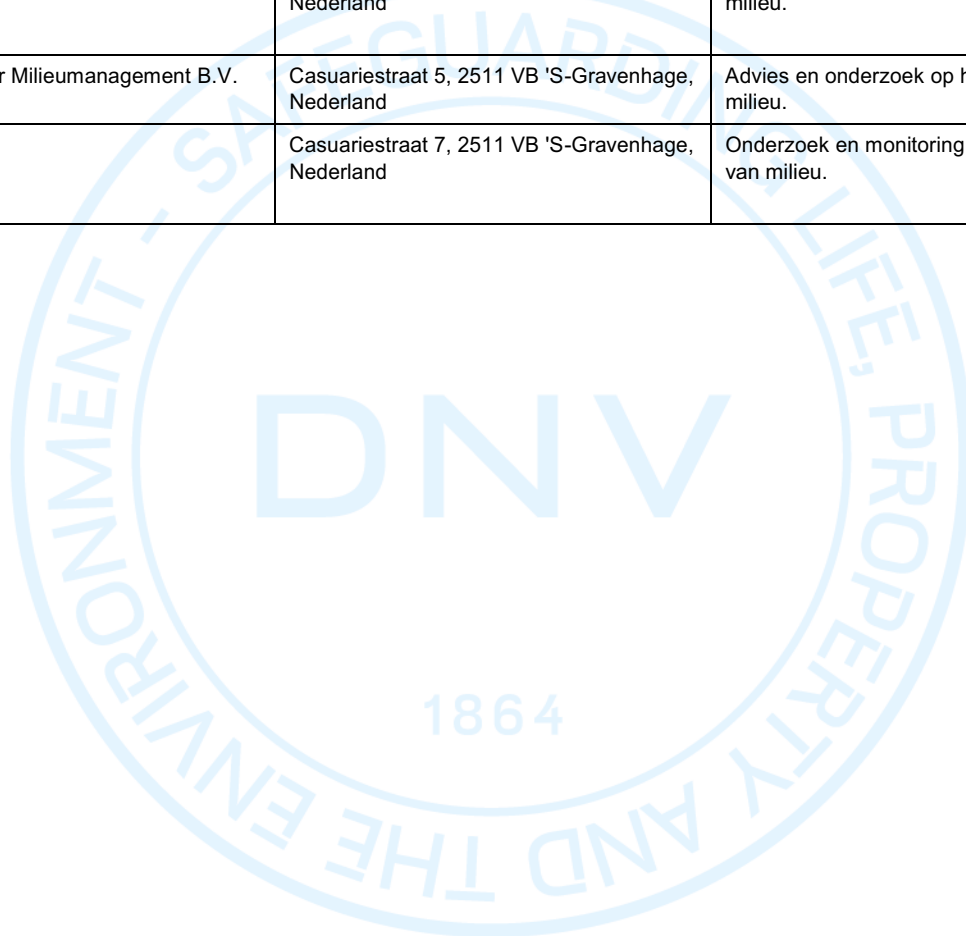 Nederland
milieu.
r Milieumanagement B.V.
Casuariestraat 5, 2511 VB 'S-Gravenhage,
Nederland
Advies en onderzoek op h
milieu.
Casuariestraat 7, 2511 VB 'S-Gravenhage,
Nederland
Onderzoek en monitoring
van milieu.
SAFEGUARDING LIFE, PROPERTY AND THE ENVIRONMENT -
DNV
1864